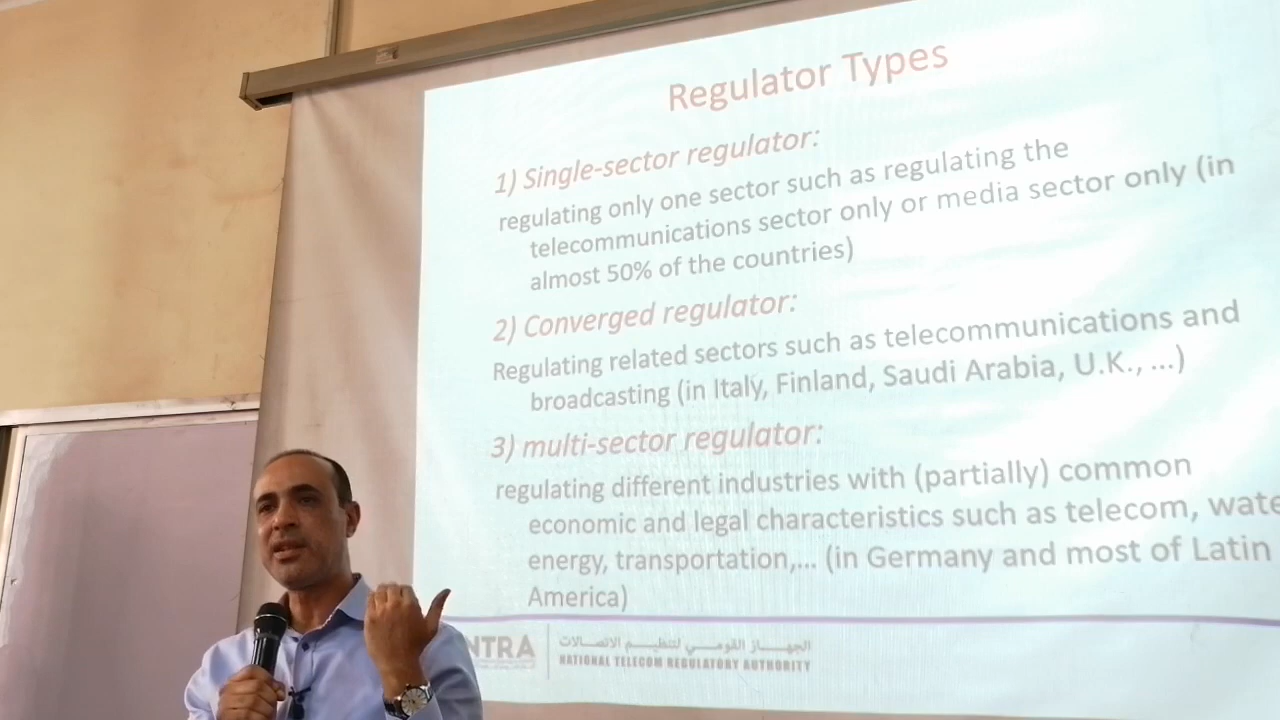 Regulator Types
1) Single-sector regulator:
regulating only one sector such as regulating the
telecommunications sector only or media sector only (in
almost 50% of the countries)
2) Converged regulator:
Regulating related sectors such as telecommunications and
broadcasting (in Italy, Finland, Saudi Arabia, U.K., ...)
3) multi-sector regulator:
regulating different industries with (partially) common
economic and legal characteristics such as telecom, wate
energy, transportation,... (in Germany and most of Latin
America)
NTRA
الجهاز القومي لتنظيم الاتصالات
NATIONAL TELECOM REGULATORY AUTHORITY